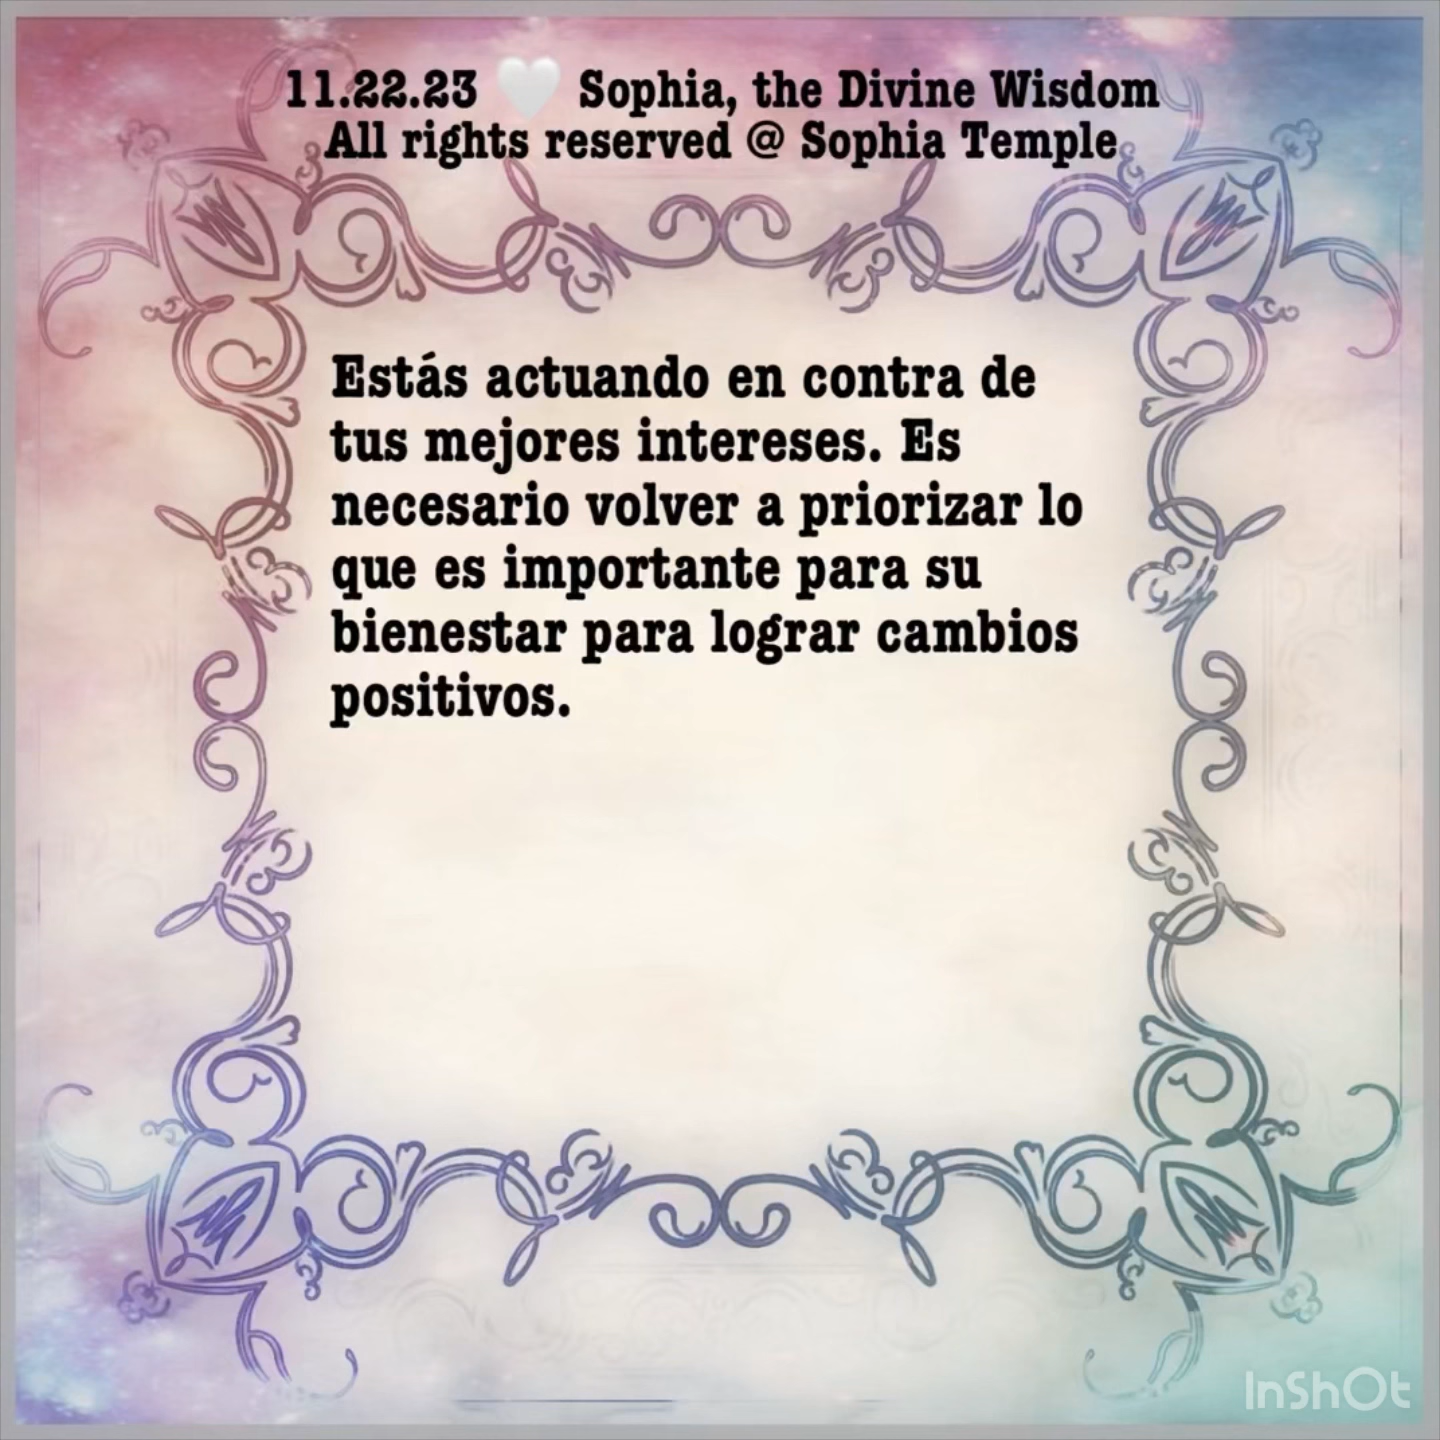 11.22.23 🤍 Sophia, the Divine Wisdom
All rights reserved @ Sophia Temple
Estás actuando en contra de
tus mejores intereses. Es
necesario volver a priorizar lo
que es importante para su
bienestar para lograr cambios
positivos.
InShOt